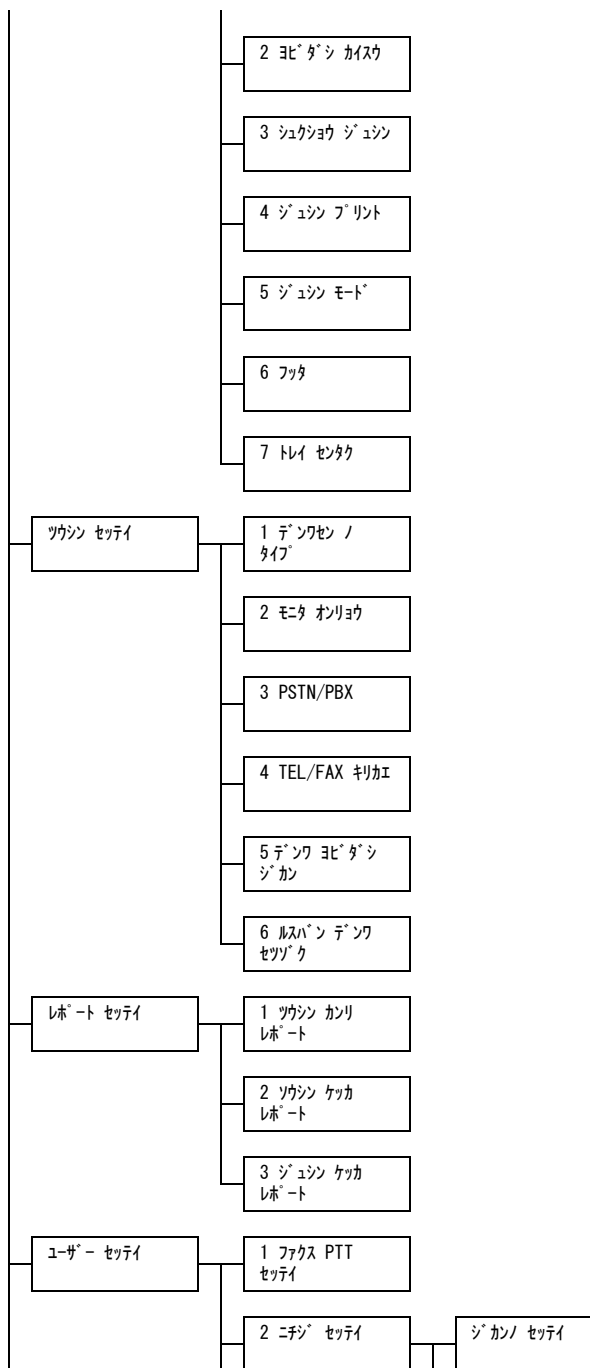 2 ﾖﾋﾞﾀﾞｼ ｶｲｽｳ
3 ｼｭｸｼｮｳ ｼﾞｭｼﾝ
4 ｼﾞｭｼﾝ ﾌﾟﾘﾝﾄ
5 ｼﾞｭｼﾝ ﾓｰﾄﾞ
6 ﾌｯﾀ
7 ﾄﾚｲ ｾﾝﾀｸ
ﾂｳｼﾝ ｾｯﾃｲ
1 ﾃﾞﾝﾜｾﾝ ﾉ
ﾀｲﾌﾟ
2 ﾓﾆﾀ ｵﾝﾘｮｳ
3 PSTN/PBX
4 TEL/FAX ｷﾘｶｴ
5 ﾃﾞﾝﾜ ﾖﾋﾞﾀﾞｼ
ｼﾞｶﾝ
6 ﾙｽﾊﾞﾝ ﾃﾞﾝﾜ
ｾﾂｿﾞｸ
ﾚﾎﾟｰﾄ ｾｯﾃｲ
1 ﾂｳｼﾝ ｶﾝﾘ
ﾚﾎﾟｰﾄ
2 ｿｳｼﾝ ｹｯｶ
ﾚﾎﾟｰﾄ
3 ｼﾞｭｼﾝ ｹｯｶ
ﾚﾎﾟｰﾄ
ﾕｰｻﾞｰ ｾｯﾃｲ
1 ﾌｧｸｽ PTT
ｾｯﾃｲ
2 ﾆﾁｼﾞ ｾｯﾃｲ
ｼﾞｶﾝﾉ ｾｯﾃｲ